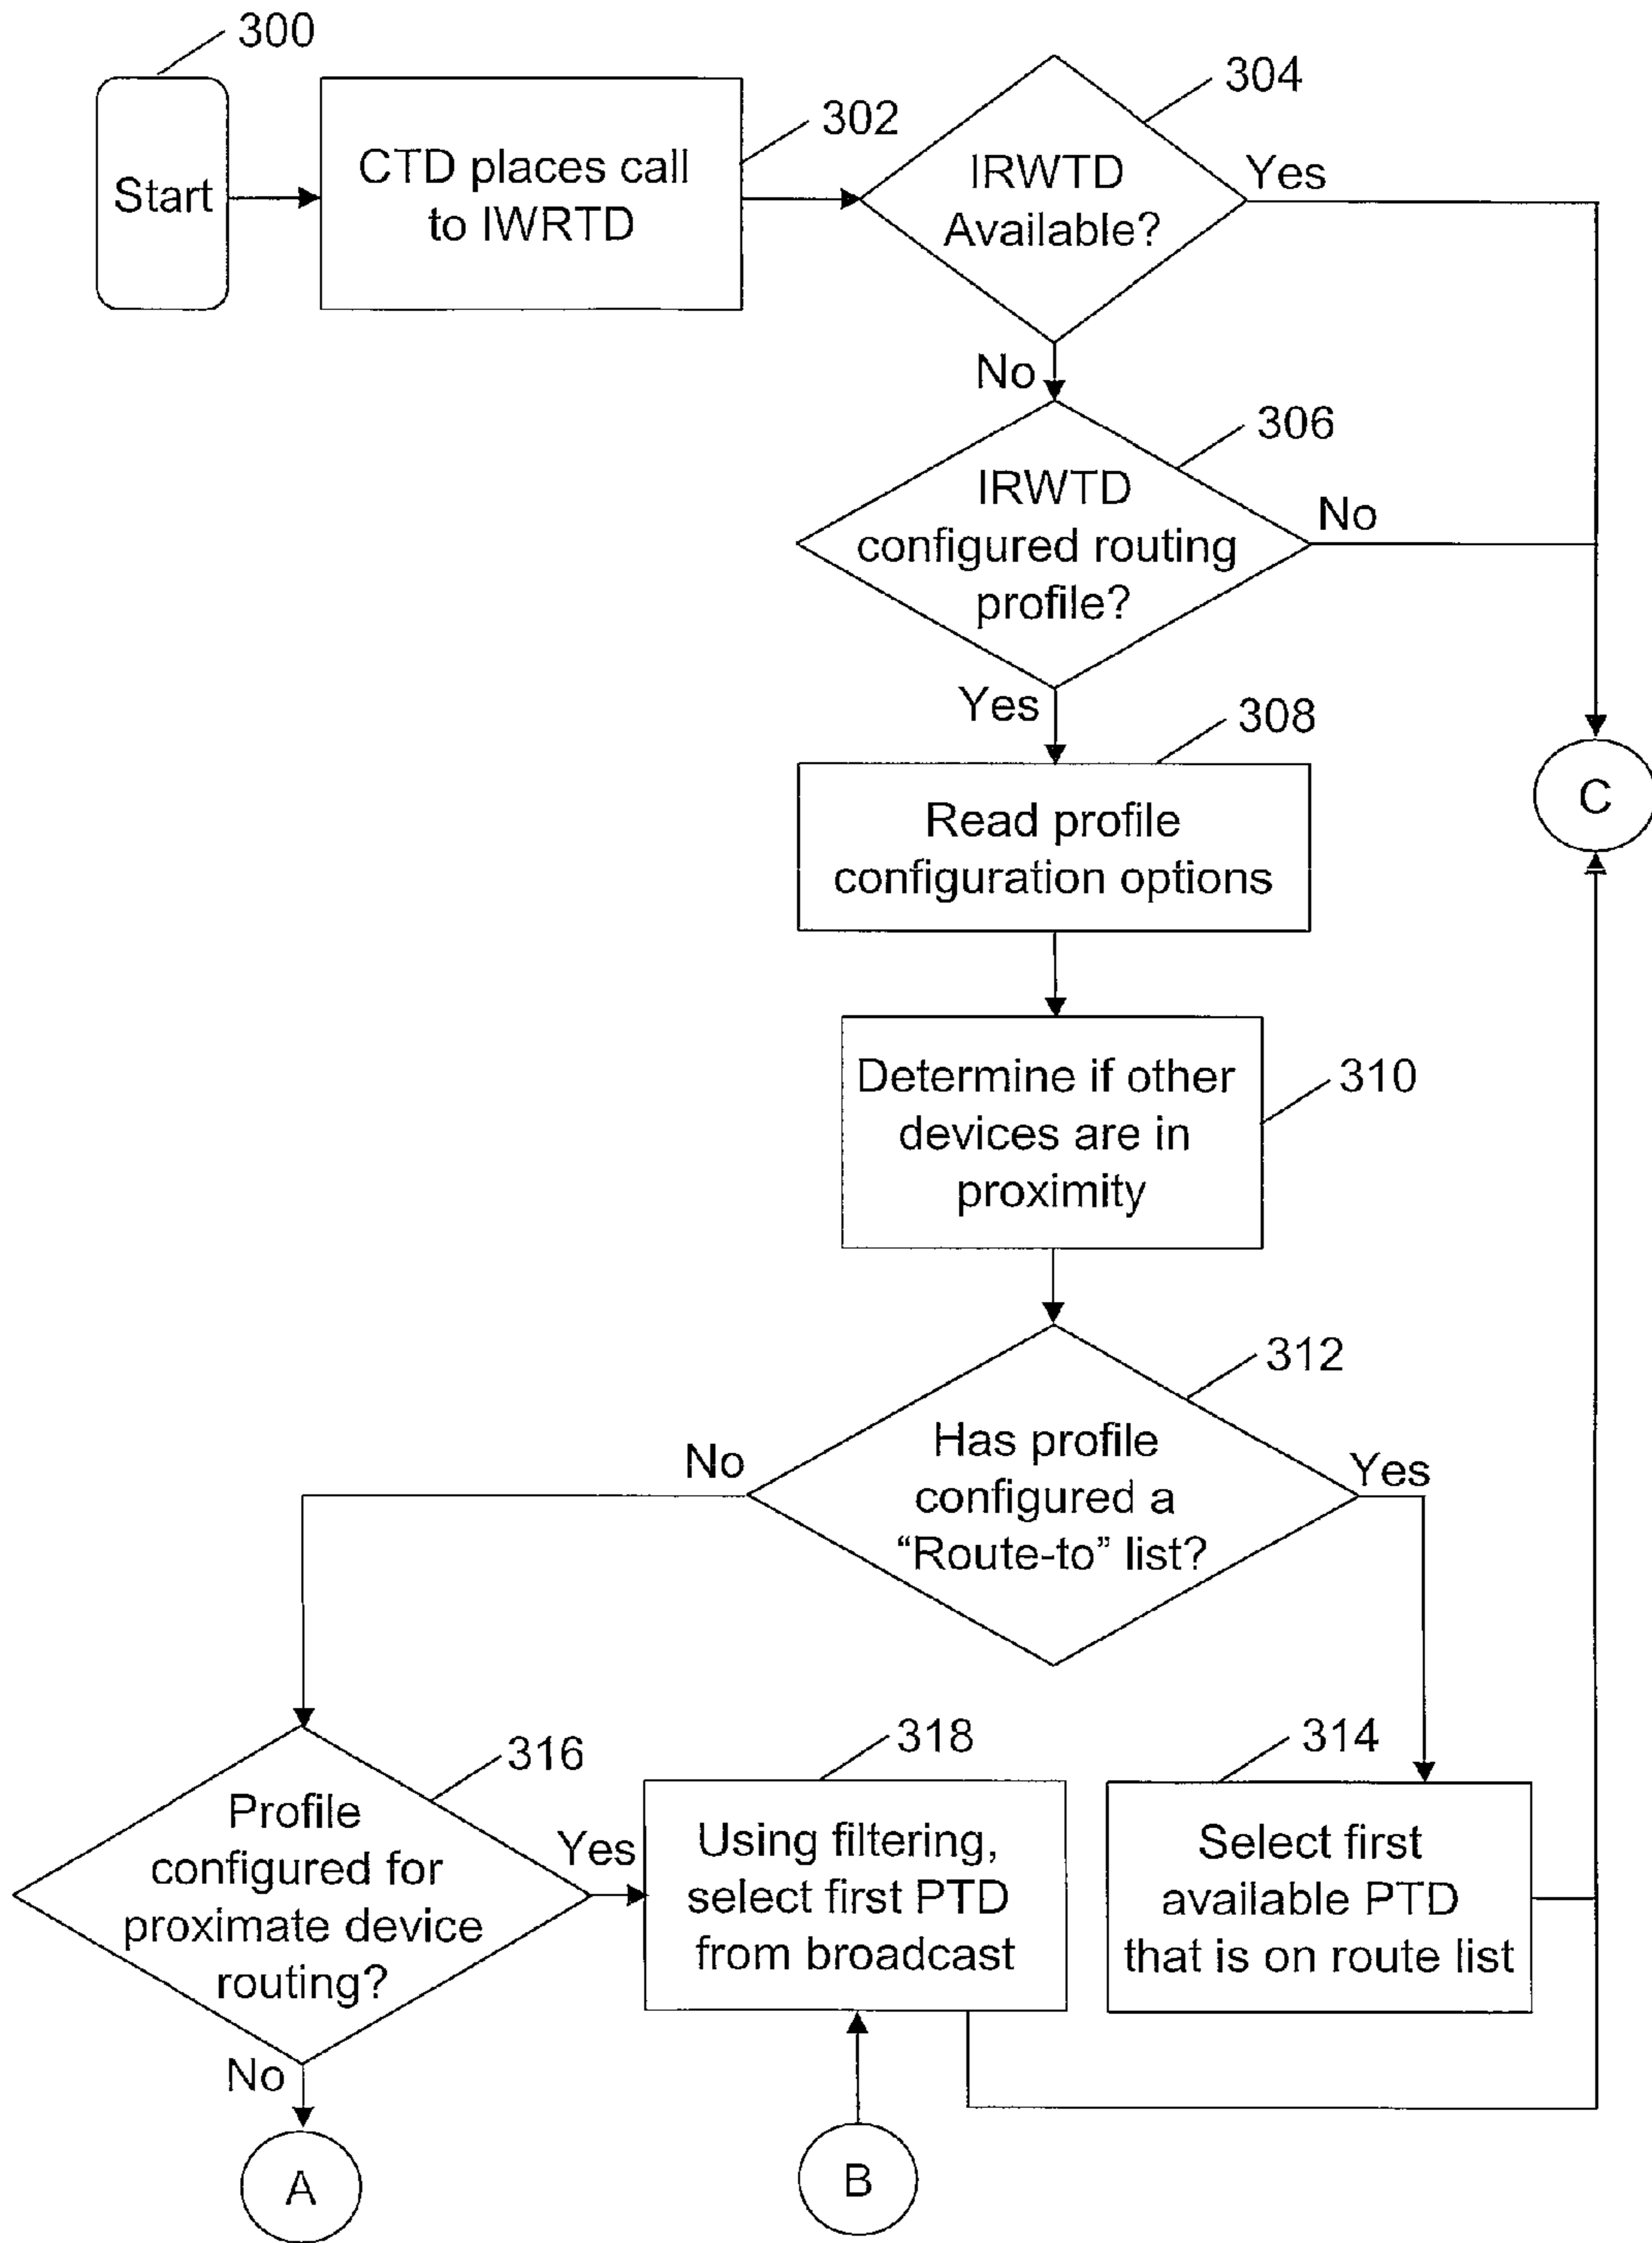 300
Start
302
CTD places call
to IWRTD
304
IRWTD
Available?
Yes
No
306
IRWTD
configured routing
profile?
No
Yes
308
Read profile
configuration options
C
310
Determine if other
devices are in
proximity
312
Has profile
configured a
“Route-to” list?
No
Yes
316
Profile
configured for
proximate device
routing?
Yes
No
318
Using filtering,
select first PTD
from broadcast
314
Select first
available PTD
that is on route list
A
B